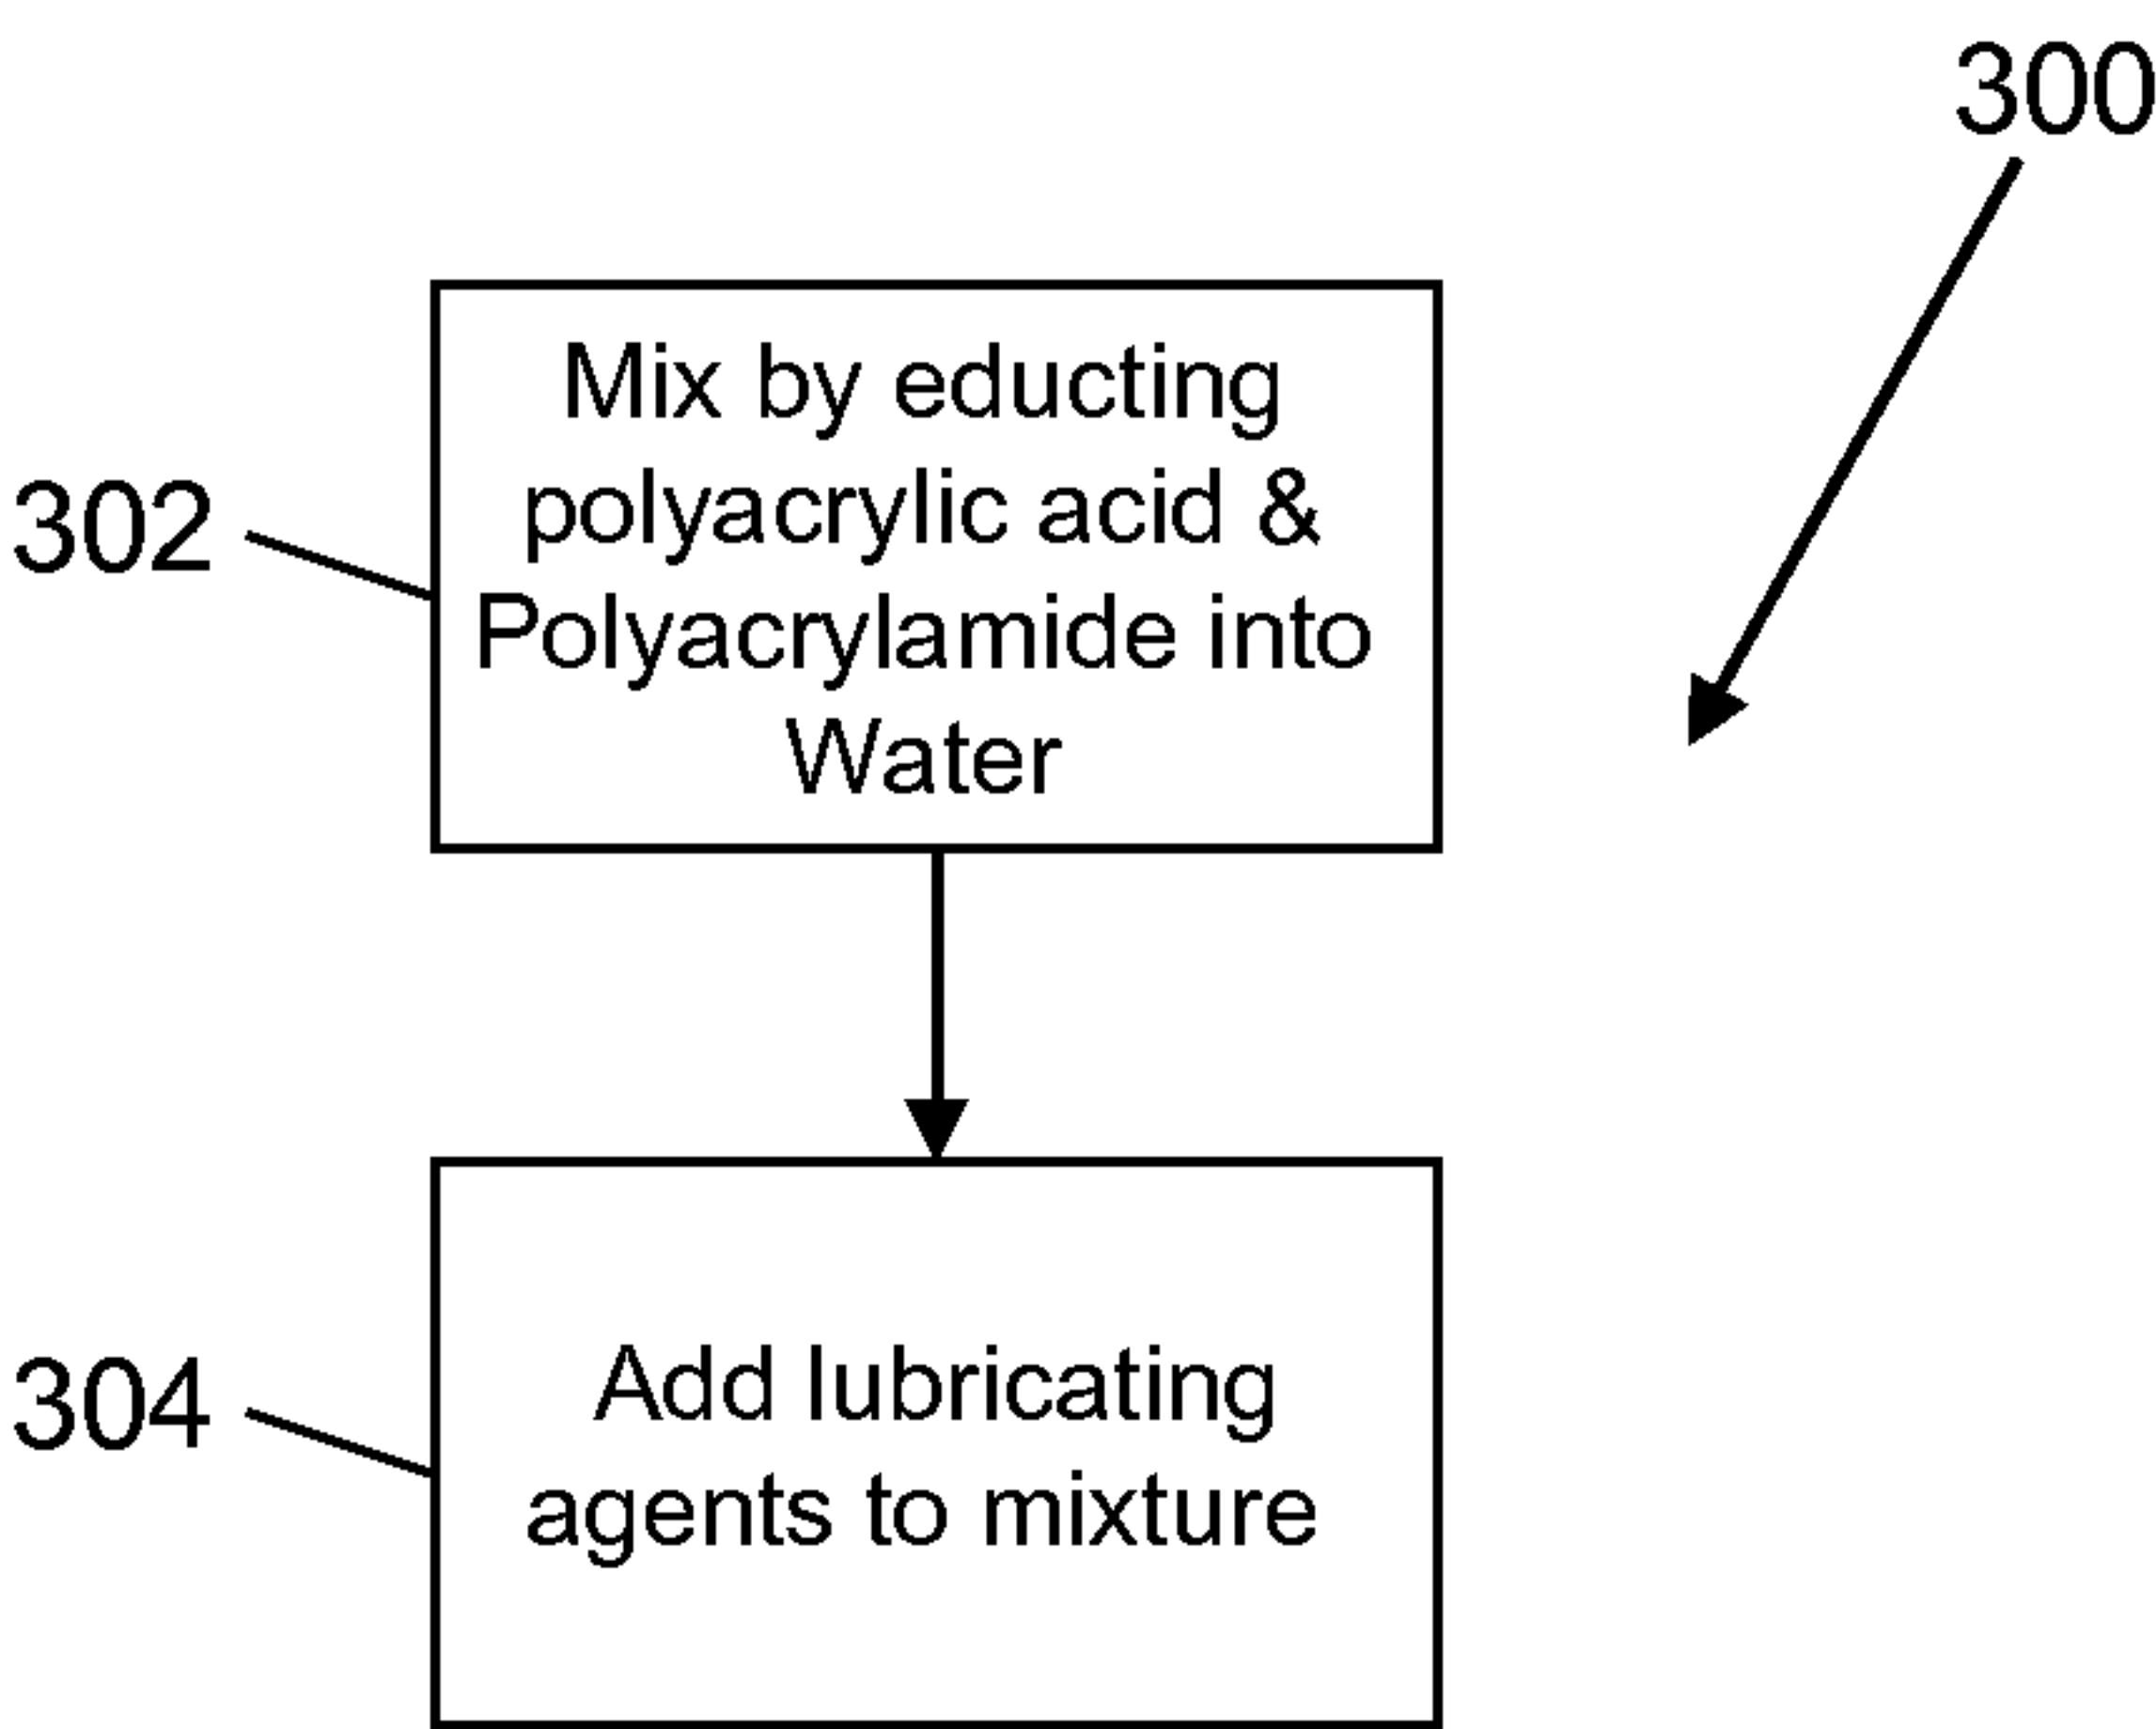 300
Mix by educting
polyacrylic acid &
Polyacrylamide into
Water
302
Add lubricating
agents to mixture
304